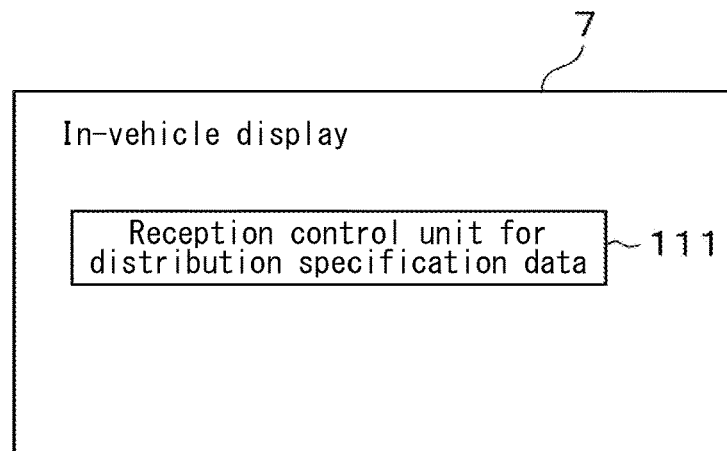 7
In-vehicle display
Reception control unit for
distribution specification data
111